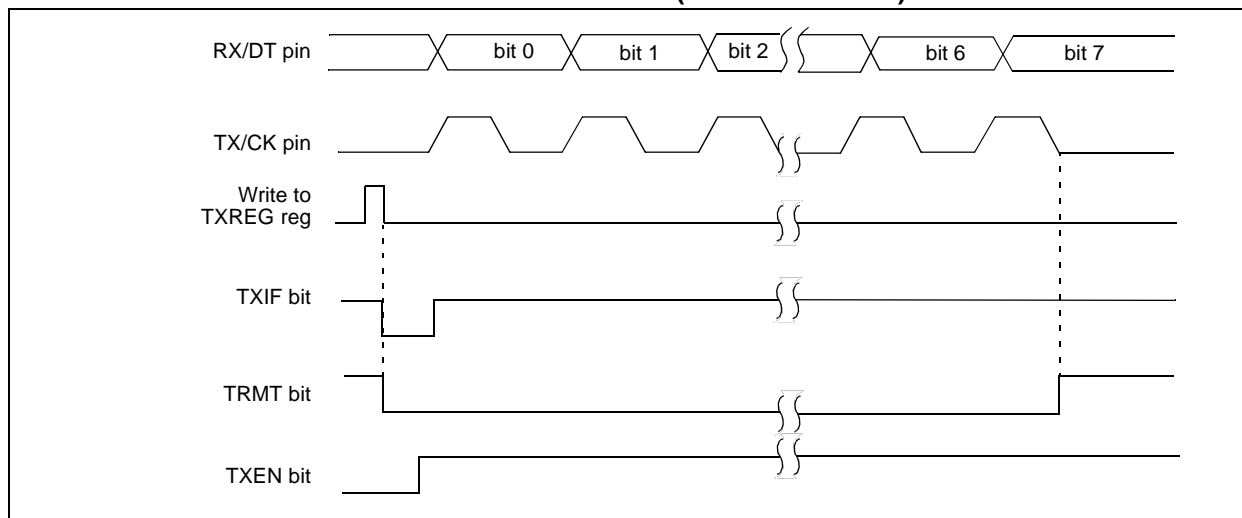 RX/DT pin
bit 0
bit 1
bit 2
bit 6
bit 7
TX/CK pin
Write to
TXREG reg
TXIF bit
TRMT bit
TXEN bit